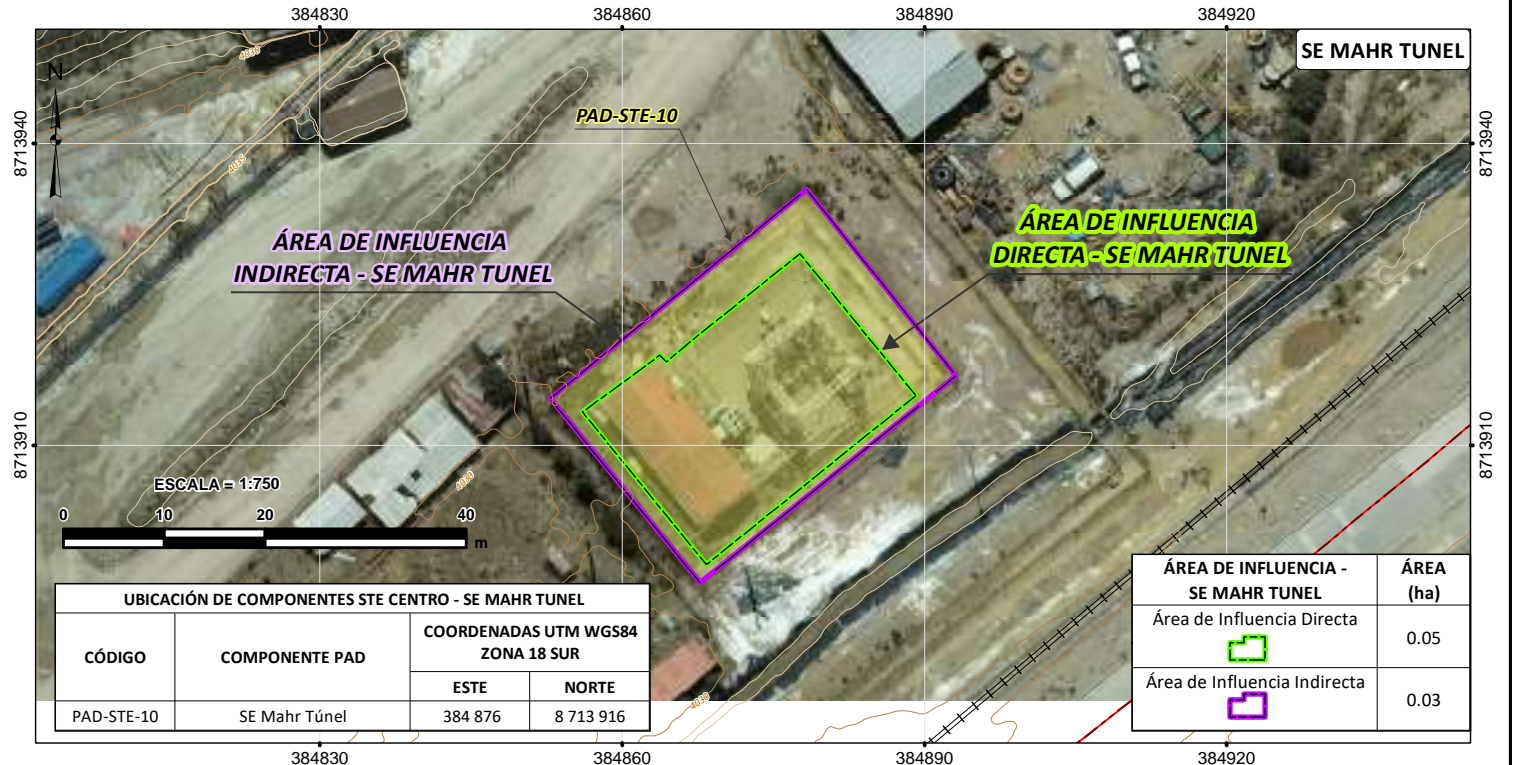 384830
384860
384890
384920
SE MAHR TUNEL
N
4035
8713940
8713940
PAD-STE-10
4035
ÁREA DE INFLUENCIA
INDIRECTA - SE MAHR TUNEL
ÁREA DE INFLUENCIA
DIRECTA - SE MAHR TUNEL
8713910
8713910
4030
ESCALA = 1:750
0
10
20
40
m
UBICACIÓN DE COMPONENTES STE CENTRO - SE MAHR TUNEL
CÓDIGO
COMPONENTE PAD
COORDENADAS UTM WGS84
ZONA 18 SUR
ESTE
NORTE
PAD-STE-10
SE Mahr Túnel
384 876
8 713 916
4030
ÁREA DE INFLUENCIA -
SE MAHR TUNEL
ÁREA
(ha)
Área de Influencia Directa
0.05
Área de Influencia Indirecta
0.03
384830
384860
384890
384920